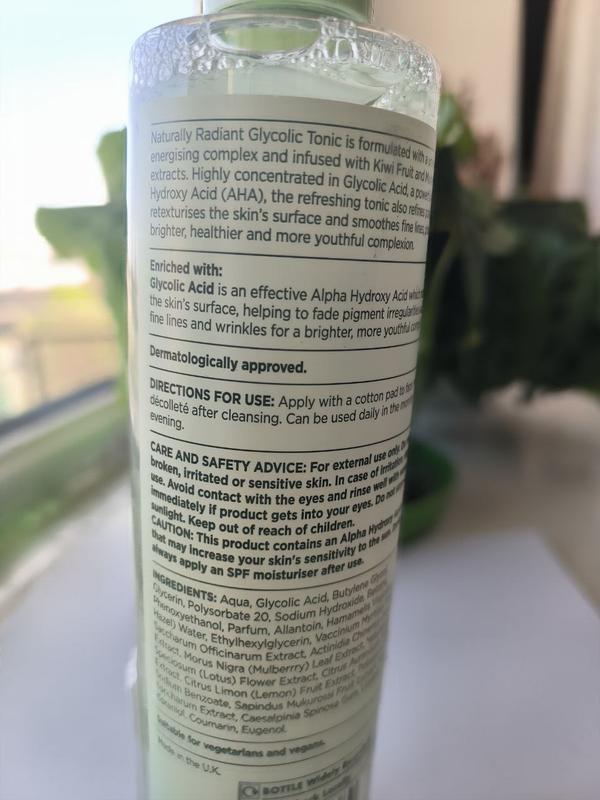 Naturally Radiant Glycolic Tonic is formulated with
energising complex and infused with Kiwi Fruit and
extracts. Highly concentrated in Glycolic Acid, a
Hydroxy Acid (AHA), the refreshing tonic also refines
retexturises the skin's surface and smoothes fine lines,
brighter, healthier and more youthful complexion.
Enriched with:
Glycolic Acid is an effective Alpha Hydroxy Acid
the skin's surface, helping to fade pigment irregularities
fine lines and wrinkles for a brighter, more youthful
Dermatologically approved.
DIRECTIONS FOR USE: Apply with a cotton pad to
décolleté after cleansing. Can be used daily in the
evening.
CARE AND SAFETY ADVICE: For external use only.
broken, irritated or sensitive skin. In case of irritation,
use. Avoid contact with the eyes and rinse well with
immediately if product gets into your eyes. Do not
sunlight. Keep out of reach of children.
CAUTION: This product contains an Alpha Hydroxy
that may increase your skin's sensitivity to the sun.
always apply an SPF moisturiser after use.
INGREDIENTS: Aqua, Glycolic Acid, Butylene
Glycerin, Polysorbate 20, Sodium Hydroxide,
Phenoxyethanol, Parfum, Allantoin, Hamamelis
Hazel) Water, Ethylhexylglycerin, Vaccinium
Saccharum Officinarum Extract, Actinidia
Extract, Morus Nigra (Mulberry) Leaf Extract,
Speciosum (Lotus) Flower Extract, Citrus
Extract, Citrus Limon (Lemon) Fruit Extract,
Sodium Benzoate, Sapindus Mukurossi Fruit
Saccharum Extract, Caesalpinia Spinosa Gum,
Coumarin, Eugenol.
Suitable for vegetarians and vegans.
Made in the U.K.
BOTTLE Widely